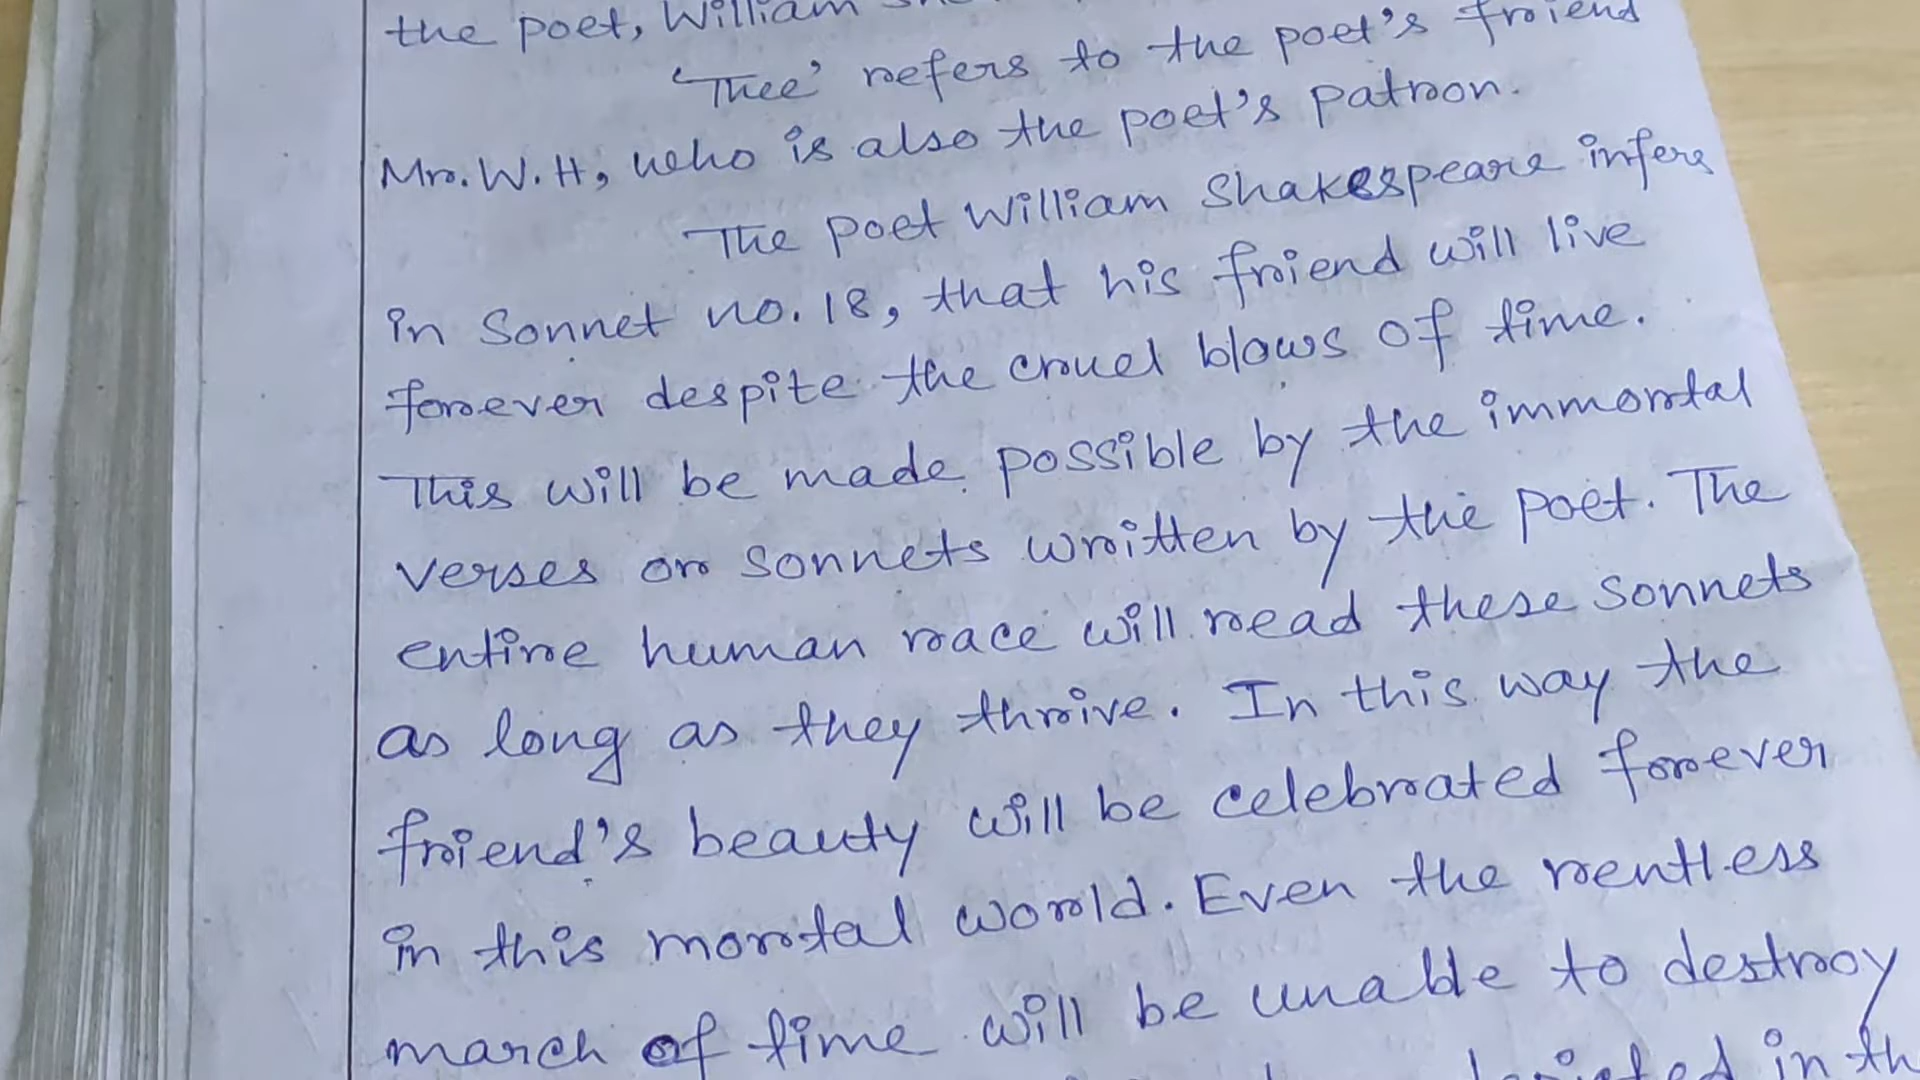 the poet, William
'Thee' refers to the poet's friend
Mr. W. H, who is also the poet's patron.
The poet William Shakespeare infers
in Sonnet no. 18, that his friend will live
forever despite the cruel blows of time.
This will be made possible by the immortal
verses or sonnets written by the poet. The
entire human race will read these sonnets
as long as they thrive. In this way the
friend's beauty will be celebrated forever
in this mortal world. Even the rentless
march of time will be unable to destroy
in th